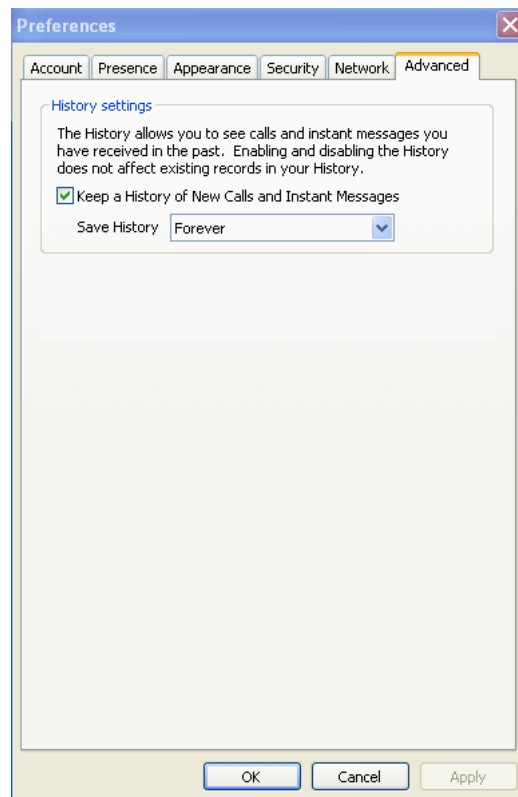 Preferences
Account Presence Appearance Security Network Advanced
History settings
The History allows you to see calls and instant messages you
have received in the past. Enabling and disabling the History
does not affect existing records in your History.
Keep a History of New Calls and Instant Messages
Save History Forever
OK Cancel Apply